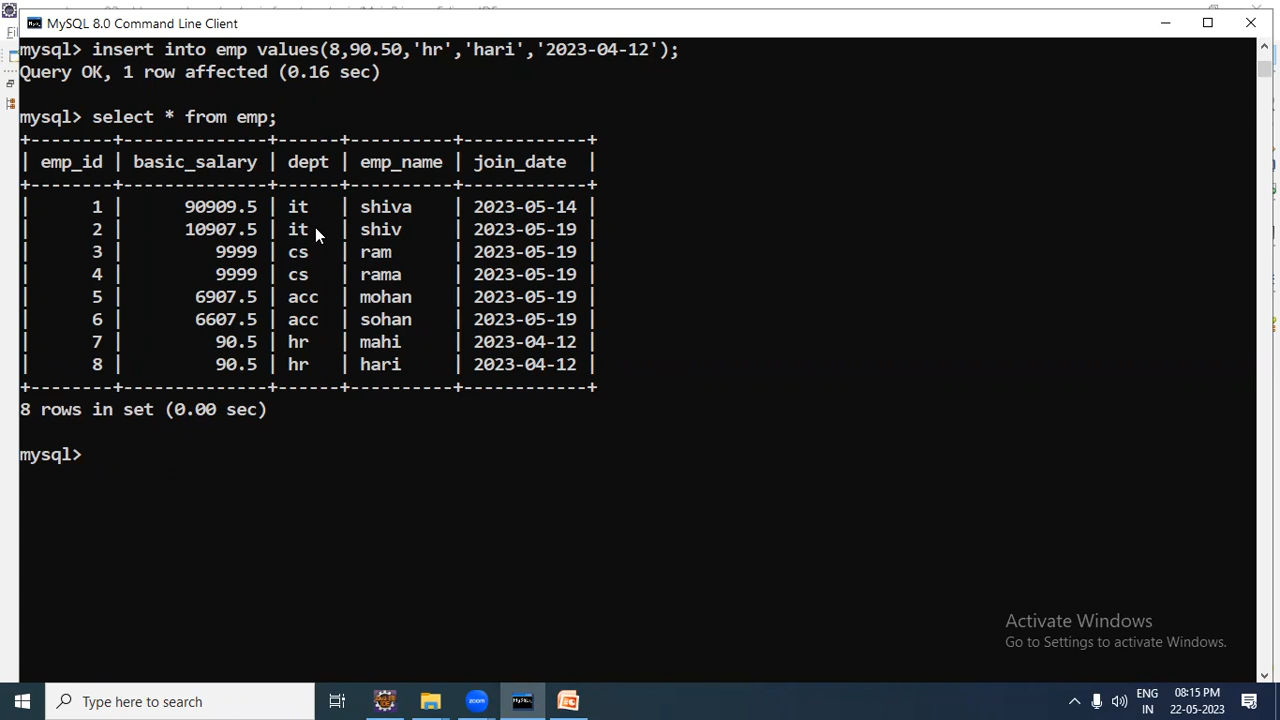 MySQL 8.0 Command Line Client
mysql> insert into emp values(8,90.50,'hr','hari','2023-04-12');
Query OK, 1 row affected (0.16 sec)
mysql> select * from emp;
+--------+--------------+------+----------+------------+
| emp_id | basic_salary | dept | emp_name | join_date  |
+--------+--------------+------+----------+------------+
|      1 |      90909.5 | it   | shiva    | 2023-05-14 |
|      2 |      10907.5 | it   | shiv     | 2023-05-19 |
|      3 |         9999 | cs   | ram      | 2023-05-19 |
|      4 |         9999 | cs   | rama     | 2023-05-19 |
|      5 |       6907.5 | acc  | mohan    | 2023-05-19 |
|      6 |       6607.5 | acc  | sohan    | 2023-05-19 |
|      7 |         90.5 | hr   | mahi     | 2023-04-12 |
|      8 |         90.5 | hr   | hari     | 2023-04-12 |
+--------+--------------+------+----------+------------+
8 rows in set (0.00 sec)
mysql>
Activate Windows
Go to Settings to activate Windows.
Type here to search
zoom
ENG
IN
08:15 PM
22-05-2023